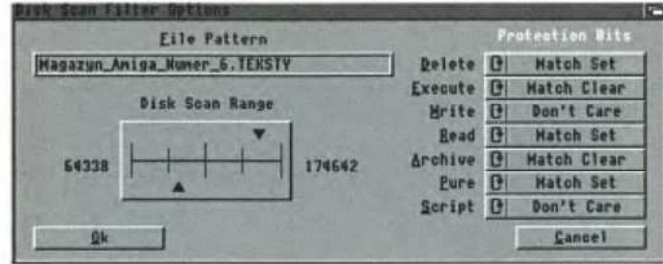 Disk Scan Filter Options
File Pattern
Magazyn_Amiga_Numer_6.TEKSTY
Disk Scan Range
64338
174642
Ok
Protection Bits
Delete Match Set
Execute Match Clear
Write Don't Care
Read Match Set
Archive Match Clear
Pure Match Set
Script Don't Care
Cancel